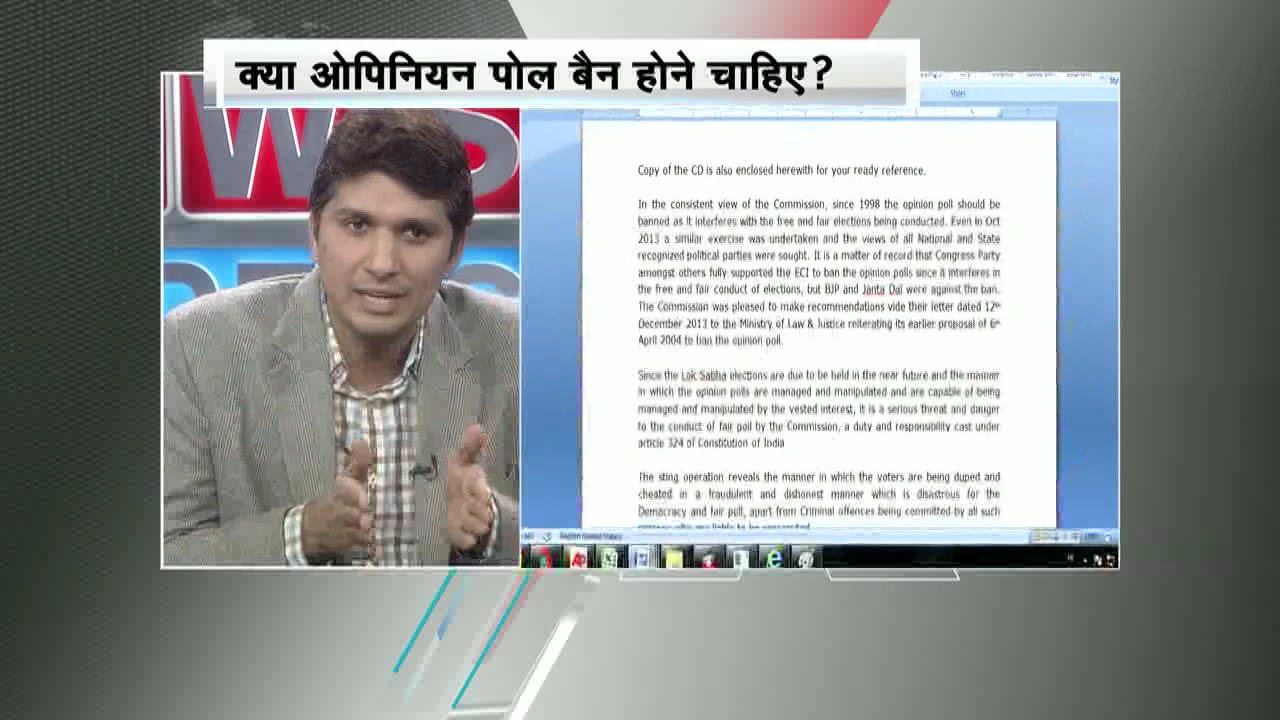 क्या ओपिनियन पोल बैन होने चाहिए?
Copy of the CD is also enclosed herewith for your ready reference.
In the consistent view of the Commission, since 1998 the opinion poll should be
banned as it interferes with the free and fair elections being conducted. Even in Oct
2013 a similar exercise was undertaken and the views of all National and State
recognized political parties were sought. It is a matter of record that Congress Party
amongst others fully supported the ECI to ban the opinion polls since it interferes in
the free and fair conduct of elections, but BJP and Janta Dal were against the ban.
The Commission was pleased to make recommendations vide their letter dated 12th
December 2013 to the Ministry of Law & Justice reiterating its earlier proposal of 6th
April 2004 to ban the opinion poll.
Since the Lok Sabha elections are due to be held in the near future and the manner
in which the opinion polls are managed and manipulated and are capable of being
managed and manipulated by the vested interest, it is a serious threat and danger
to the conduct of fair poll by the Commission, a duty and responsibility cast under
article 324 of Constitution of India
The sting operation reveals the manner in which the voters are being duped and
cheated in a fraudulent and dishonest manner which is disastrous for the
Democracy and fair poll, apart from Criminal offences being committed by all such